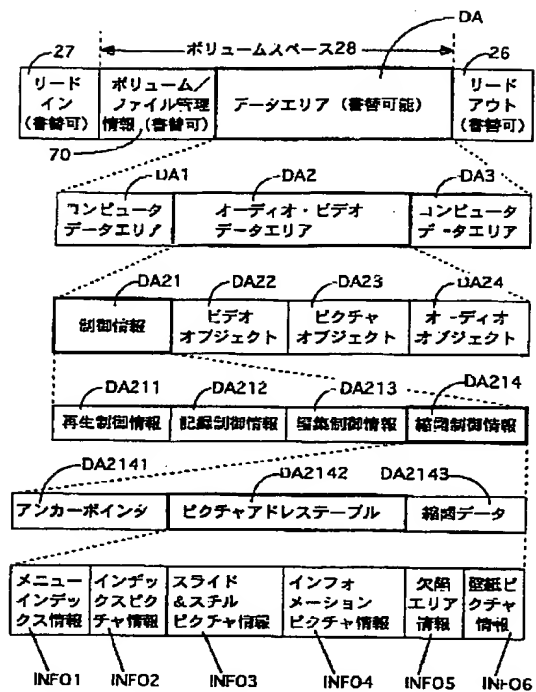 DA
27
ボリュームスペース28
26
リード
イン
(書替可)
ボリューム/
ファイル管理
情報(書替可)
データエリア(書替可能)
リード
アウト
(書替可)
70
DA1
DA2
DA3
コンピュータ
データエリア
オーディオ・ビデオ
データエリア
コンピュータ
データエリア
DA21
DA22
DA23
DA24
制御情報
ビデオ
オブジェクト
ピクチャ
オブジェクト
オーディオ
オブジェクト
DA211
DA212
DA213
DA214
再生制御情報
記録制御情報
編集制御情報
縮図制御情報
DA2141
DA2142
DA2143
アンカーポインタ
ピクチャアドレステーブル
縮図データ
メニュー
インデッ
クス情報
インデッ
クスピク
チャ情報
スライド
&スチル
ピクチャ情報
インフォ
メーション
ピクチャ情報
欠陥
エリア
情報
壁紙ピ
クチャ
情報
INFO1
INFO2
INFO3
INFO4
INFO5
INFO6